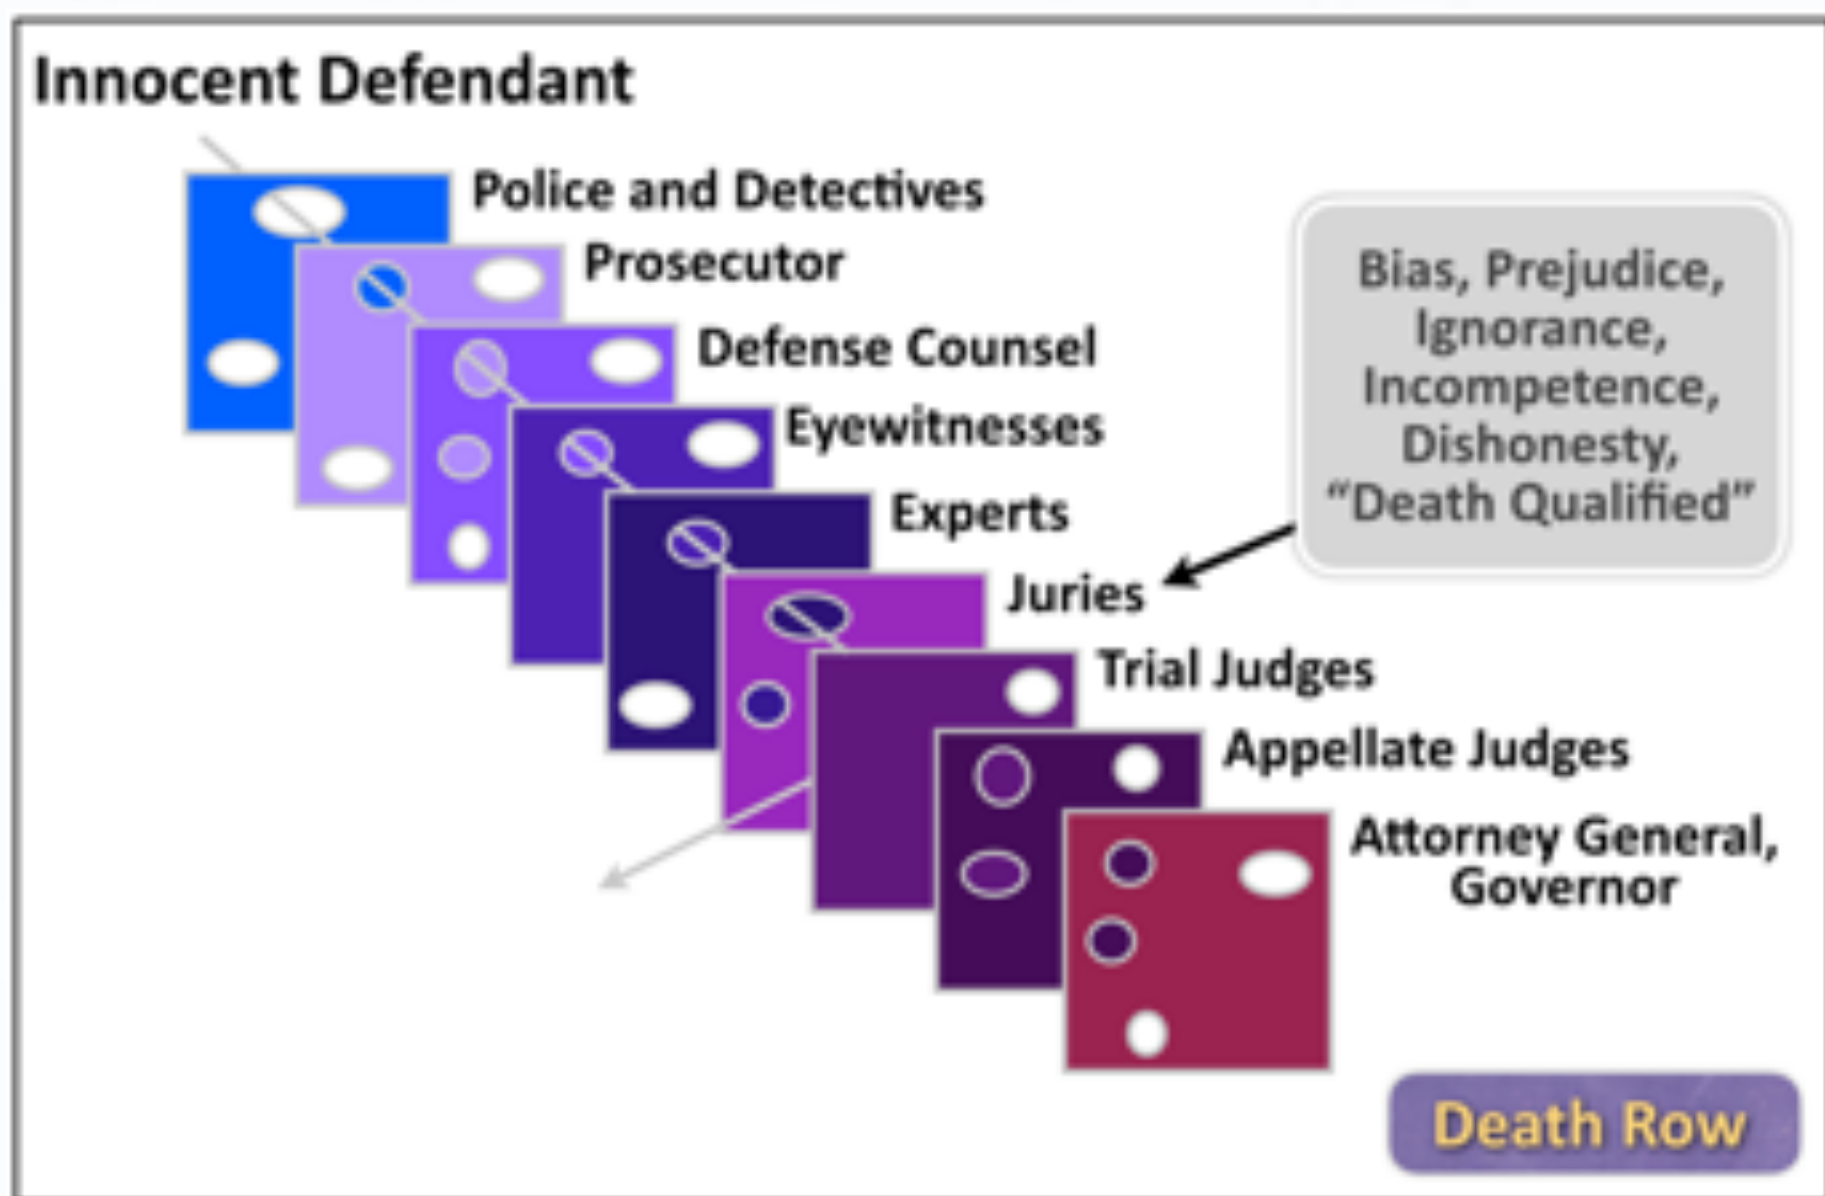 Innocent Defendant
Police and Detectives
Prosecutor
Defense Counsel
Eyewitnesses
Experts
Juries
Trial Judges
Appellate Judges
Attorney General,
Governor
Bias, Prejudice,
Ignorance,
Incompetence,
Dishonesty,
“Death Qualified”
Death Row